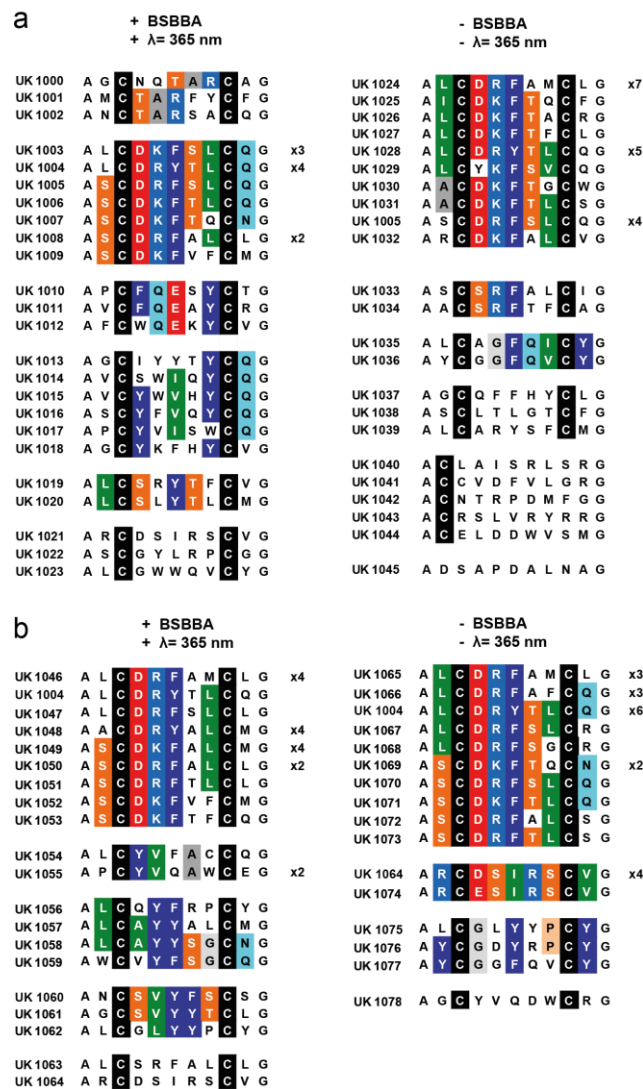 a
+ BSBBA
+ λ= 365 nm
UK 1000 A G C N Q T A R C A G
UK 1001 A M C T A R F Y C F G
UK 1002 A N C T A R S A C Q G
UK 1003 A L C D K F S L C Q G x3
UK 1004 A L C D R Y T L C Q G x4
UK 1005 A S C D R F S L C Q G
UK 1006 A S C D K F T L C Q G
UK 1007 A S C D K F T Q C N G
UK 1008 A S C D R F A L C L G x2
UK 1009 A S C D K F V F C M G
UK 1010 A P C F Q E S Y C T G
UK 1011 A V C F Q E A Y C R G
UK 1012 A F C W Q E K Y C V G
UK 1013 A G C I Y Y T Y C Q G
UK 1014 A V C S W I Q Y C Q G
UK 1015 A V C Y W V H Y C Q G
UK 1016 A S C Y F V Q Y C Q G
UK 1017 A P C Y V I S W C Q G
UK 1018 A G C Y K F H Y C V G
UK 1019 A L C S R Y T F C V G
UK 1020 A L C S L Y T L C M G
UK 1021 A R C D S I R S C V G
UK 1022 A S C G Y L R P C G G
UK 1023 A L C G W W Q V C Y G
- BSBBA
- λ= 365 nm
UK 1024 A L C D R F A M C L G x7
UK 1025 A I C D K F T Q C F G
UK 1026 A L C D K F T A C R G
UK 1027 A L C D K F T F C L G
UK 1028 A L C D R Y T L C Q G x5
UK 1029 A L C Y K F S V C Q G
UK 1030 A A C D K F T G C W G
UK 1031 A A C D K F T L C S G
UK 1005 A S C D R F S L C Q G x4
UK 1032 A R C D K F A L C V G
UK 1033 A S C S R F A L C I G
UK 1034 A A C S R F T F C A G
UK 1035 A L C A G F Q I C Y G
UK 1036 A Y C G G F Q V C Y G
UK 1037 A G C Q F F H Y C L G
UK 1038 A S C L T L G T C F G
UK 1039 A L C A R Y S F C M G
UK 1040 A C L A I S R L S R G
UK 1041 A C C V D F V L G R G
UK 1042 A C N T R P D M F G G
UK 1043 A C R S L V R Y R R G
UK 1044 A C E L D D W V S M G
UK 1045 A D S A P D A L N A G
b
+ BSBBA
+ λ= 365 nm
UK 1046 A L C D R F A M C L G x4
UK 1004 A L C D R Y T L C Q G
UK 1047 A L C D R F S L C L G
UK 1048 A A C D R Y A L C M G x4
UK 1049 A S C D K F A L C M G x4
UK 1050 A S C D R F A L C L G x2
UK 1051 A S C D R F T L C L G
UK 1052 A S C D K F V F C M G
UK 1053 A S C D K F T F C Q G
UK 1054 A L C Y V F A C C Q G
UK 1055 A P C Y V Q A W C E G x2
UK 1056 A L C Q Y F R P C Y G
UK 1057 A L C A Y Y A L C M G
UK 1058 A L C A Y Y S G C N G
UK 1059 A W C V Y F S G C Q G
UK 1060 A N C S V Y F S C S G
UK 1061 A G C S V Y Y T C L G
UK 1062 A L C G L Y Y P C Y G
UK 1063 A L C S R F A L C L G
UK 1064 A R C D S I R S C V G
- BSBBA
- λ= 365 nm
UK 1065 A L C D R F A M C L G x3
UK 1066 A L C D R F A F C Q G x3
UK 1004 A L C D R Y T L C Q G x6
UK 1067 A L C D R F S L C R G
UK 1068 A L C D R F S G C R G
UK 1069 A S C D K F T Q C N G x2
UK 1070 A S C D R F S L C Q G
UK 1071 A S C D K F T L C Q G
UK 1072 A S C D R F A L C S G
UK 1073 A S C D R F T L C S G
UK 1064 A R C D S I R S C V G x4
UK 1074 A R C E S I R S C V G
UK 1075 A L C G L Y Y P C Y G
UK 1076 A Y C G D Y R P C Y G
UK 1077 A Y C G G F Q V C Y G
UK 1078 A G C Y V Q D W C R G